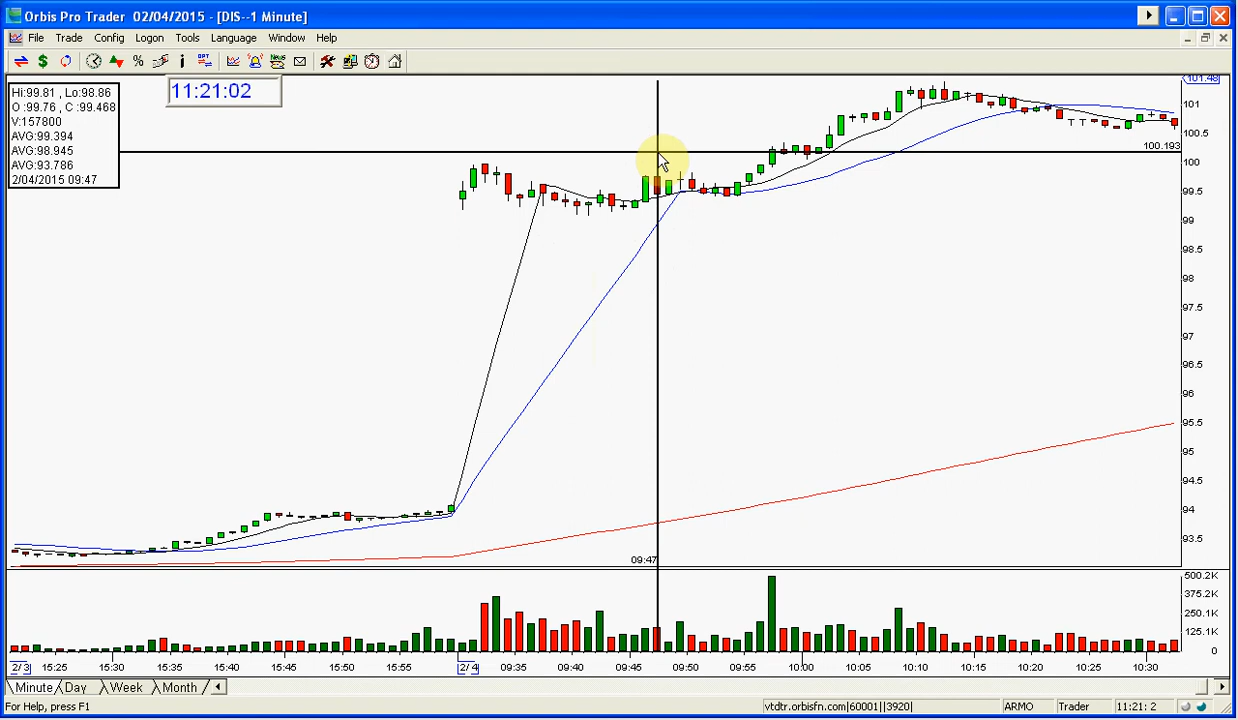 Orbis Pro Trader 02/04/2015 - [DIS--1 Minute]
File Trade Config Logon Tools Language Window Help
Hi:99.81 , Lo:98.86
O :99.76 , C :99.468
V:157800
AVG:99.394
AVG:98.945
AVG:93.786
2/04/2015 09:47
11:21:02
101.48
101
100.5
100.193
100
99.5
99
98.5
98
97.5
97
96.5
96
95.5
95
94.5
94
93.5
09:47
500.2K
375.2K
250.1K
125.1K
0
2/3 15:25 15:30 15:35 15:40 15:45 15:50 15:55 2/4 09:35 09:40 09:45 09:50 09:55 10:00 10:05 10:10 10:15 10:20 10:25 10:30
Minute Day Week Month
For Help, press F1 vtdtr.orbisfn.com|60001||3920| ARMO Trader 11:21: 2